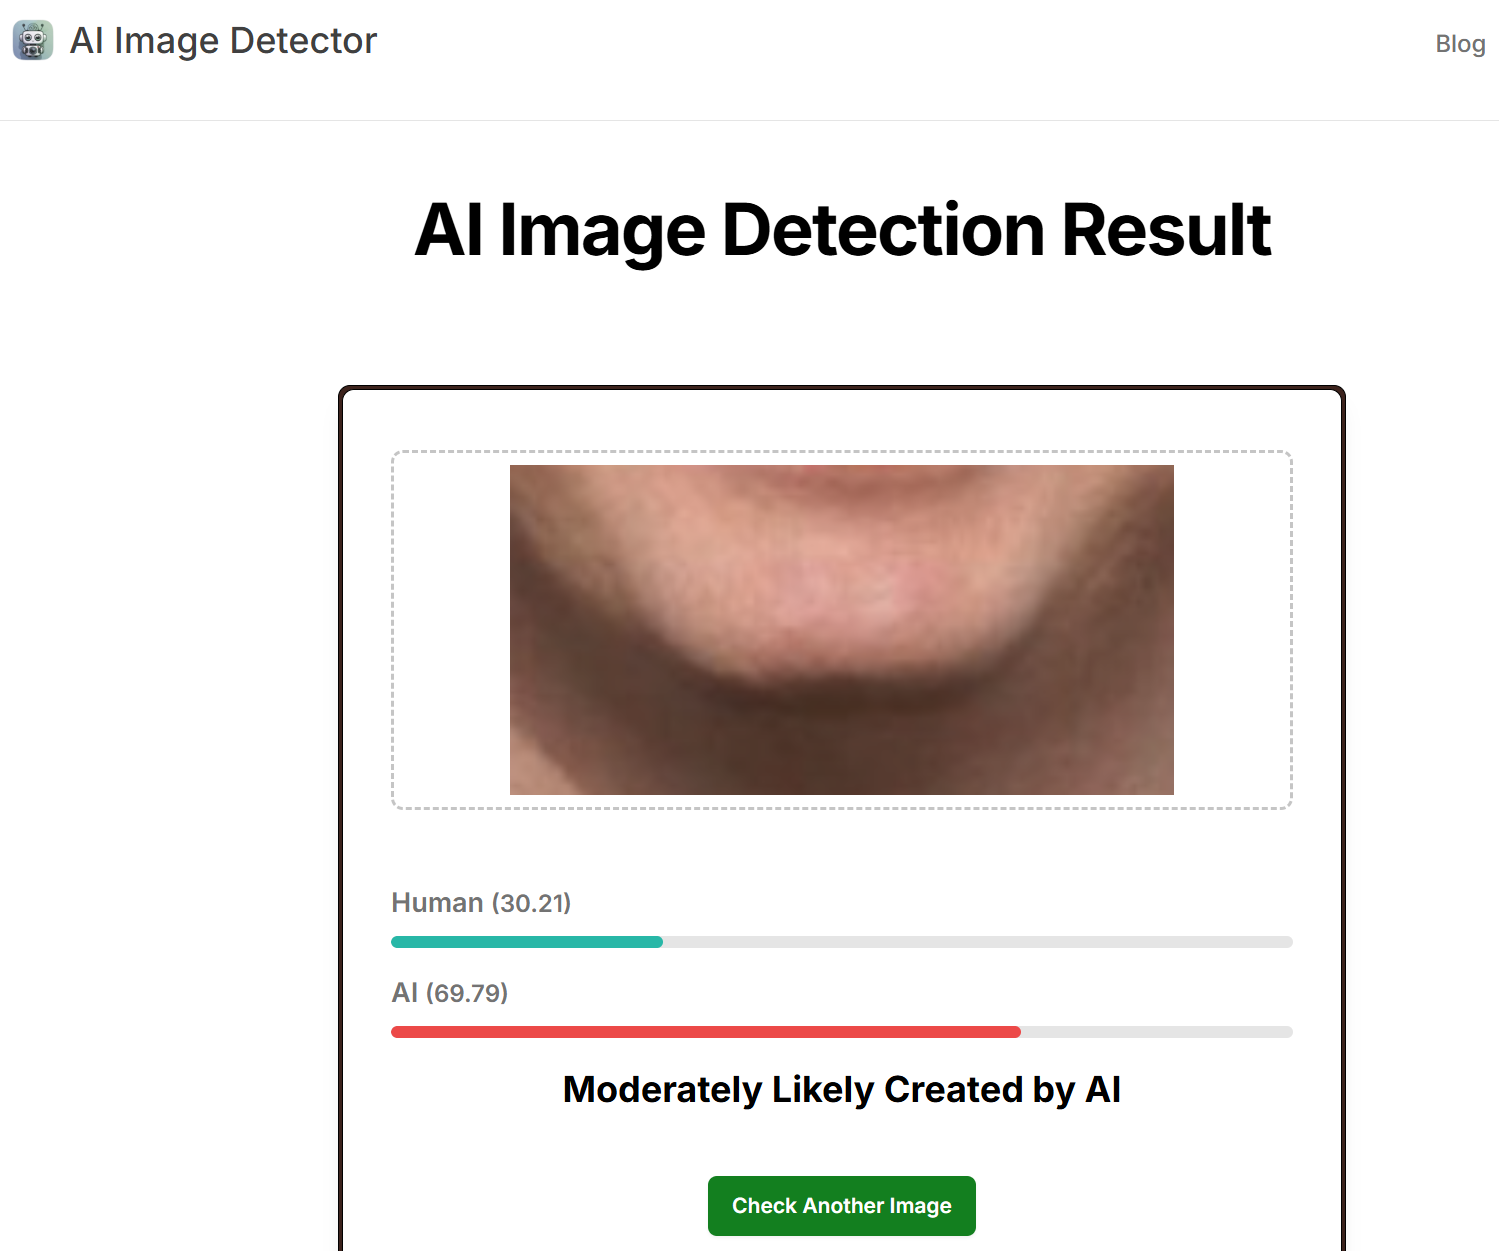 AI Image Detector
Blog
AI Image Detection Result
Human (30.21)
AI (69.79)
Moderately Likely Created by AI
Check Another Image